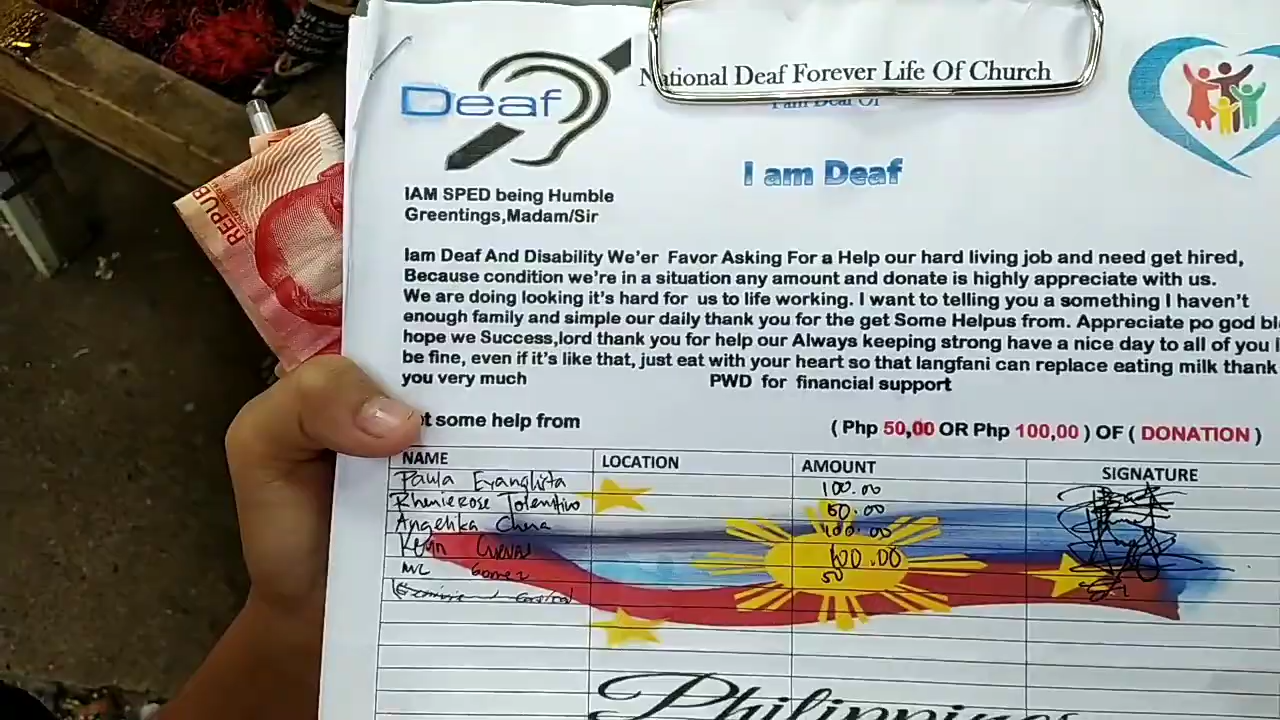 Deaf
National Deaf Forever Life Of Church
I am Deaf Of
I am Deaf
REPUB
IAM SPED being Humble
Greentings,Madam/Sir
Iam Deaf And Disability We'er Favor Asking For a Help our hard living job and need get hired,
Because condition we're in a situation any amount and donate is highly appreciate with us.
We are doing looking it's hard for us to life working. I want to telling you a something I haven't
enough family and simple our daily thank you for the get Some Helpus from. Appreciate po god bl
hope we Success,lord thank you for help our Always keeping strong have a nice day to all of you I
be fine, even if it's like that, just eat with your heart so that langfani can replace eating milk thank
you very much PWD for financial support
t some help from (Php 50,00 OR Php 100,00 ) OF ( DONATION )
NAME LOCATION AMOUNT SIGNATURE
Paula Evanglista 100.00
Rhenierose Tolentino 50.00
Angelika 100.00
Kevin 100.00
Gomez 50
Philippines